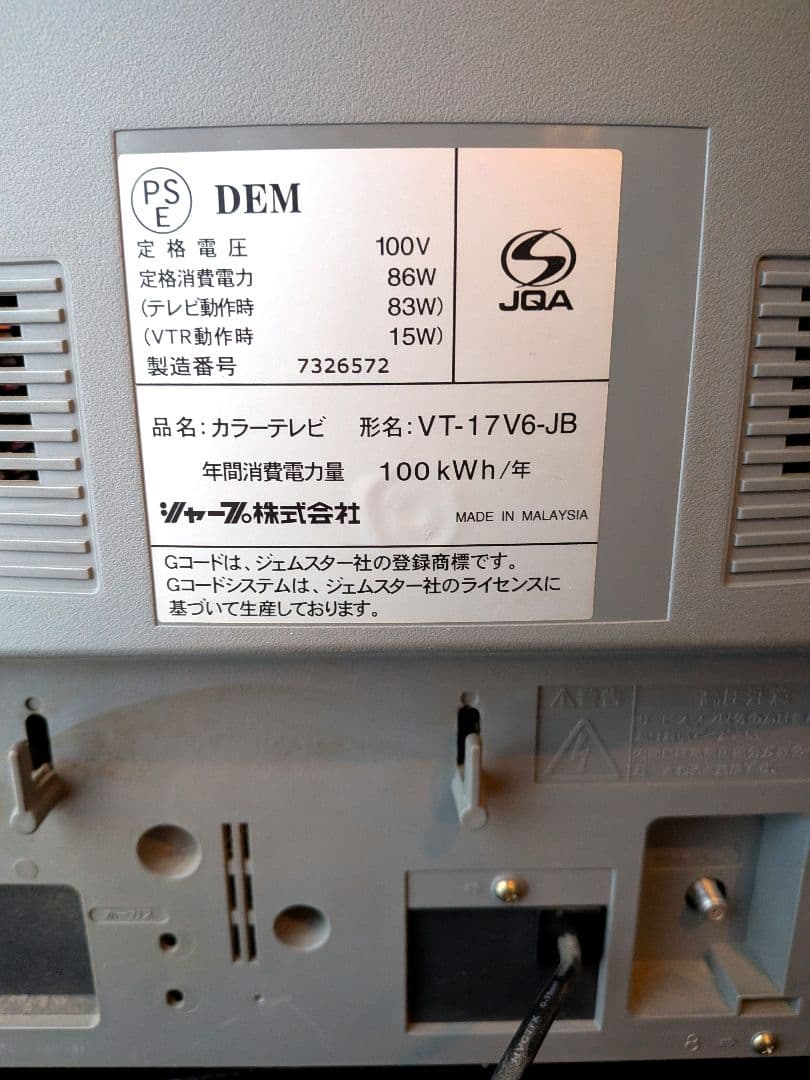 PS
E
DEM
定格電圧 100V
定格消費電力 86W
(テレビ動作時 83W)
(VTR動作時 15W)
製造番号 7326572
JQA
品名:カラーテレビ 形名:VT-17V6-JB
年間消費電力量 100kWh/年
シャープ株式会社 MADE IN MALAYSIA
Gコードは、ジェムスター社の登録商標です。
Gコードシステムは、ジェムスター社のライセンスに
基づいて生産しております。